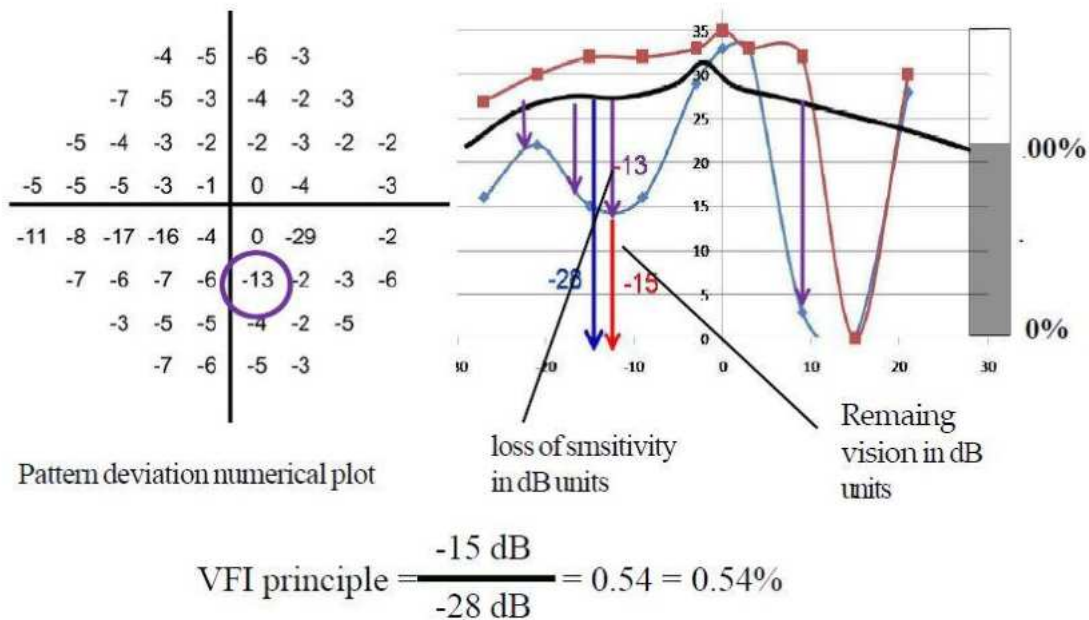 -4 -5 -6 -3
-7 -5 -3 -4 -2 -3
-5 -4 -3 -2 -2 -3 -2 -2
-5 -5 -5 -3 -1 0 -4 -3
-11 -8 -17 -16 -4 0 -29 -2
-7 -6 -7 -6 -13 -2 -3 -6
-3 -5 -5 -4 -2 -5
-7 -6 -5 -3
Pattern deviation numerical plot
35
30
25
20
15
10
5
0
-13
-28
-15
30 -20 -10 0 10 20 30
.00%
-
0%
loss of smsitivity
in dB units
Remaing
vision in dB
units
-15 dB
VFI principle = = 0.54 = 0.54%
-28 dB